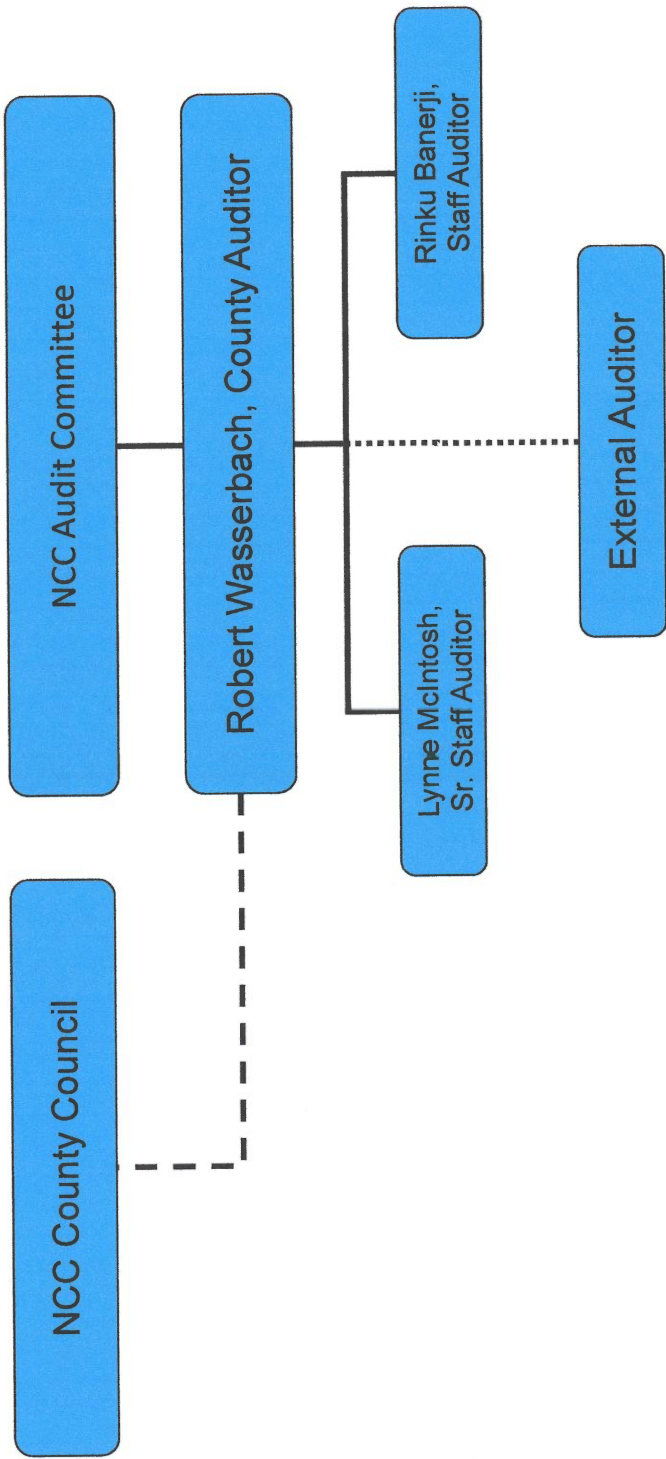 NCC County Council
NCC Audit Committee
Robert Wasserbach, County Auditor
Lynne McIntosh,
Sr. Staff Auditor
Rinku Banerji,
Staff Auditor
External Auditor